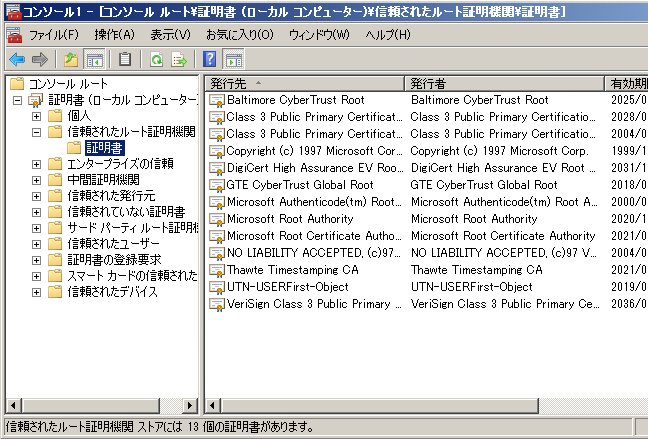 コンソール1 - [コンソール ルート¥証明書 (ローカル コンピューター)¥信頼されたルート証明機関¥証明書]
ファイル(F) 操作(A) 表示(V) お気に入り(O) ウィンドウ(W) ヘルプ(H)
コンソール ルート
証明書 (ローカル コンピューター)
個人
信頼されたルート証明機関
証明書
エンタープライズの信頼
中間証明機関
信頼された発行元
信頼されていない証明書
サード パーティ ルート証明機
信頼されたユーザー
証明書の登録要求
スマート カードの信頼された
信頼されたデバイス
発行先 発行者 有効期
Baltimore CyberTrust Root Baltimore CyberTrust Root 2025/0
Class 3 Public Primary Certificat... Class 3 Public Primary Certificatio... 2028/0
Class 3 Public Primary Certificat... Class 3 Public Primary Certificatio... 2004/0
Copyright (c) 1997 Microsoft C... Copyright (c) 1997 Microsoft Corp. 1999/1
DigiCert High Assurance EV Ro... DigiCert High Assurance EV Root ... 2031/1
GTE CyberTrust Global Root GTE CyberTrust Global Root 2018/0
Microsoft Authenticode(tm) Ro... Microsoft Authenticode(tm) Root A... 2000/0
Microsoft Root Authority Microsoft Root Authority 2020/1
Microsoft Root Certificate Auth... Microsoft Root Certificate Autho... 2021/0
NO LIABILITY ACCEPTED, (c)97 ... NO LIABILITY ACCEPTED, (c)97 V... 2004/0
Thawte Timestamping CA Thawte Timestamping CA 2021/0
UTN-USERFirst-Object UTN-USERFirst-Object 2019/0
VeriSign Class 3 Public Primary ... VeriSign Class 3 Public Primary Ce... 2036/0
信頼されたルート証明機関 ストアには 13 個の証明書があります。